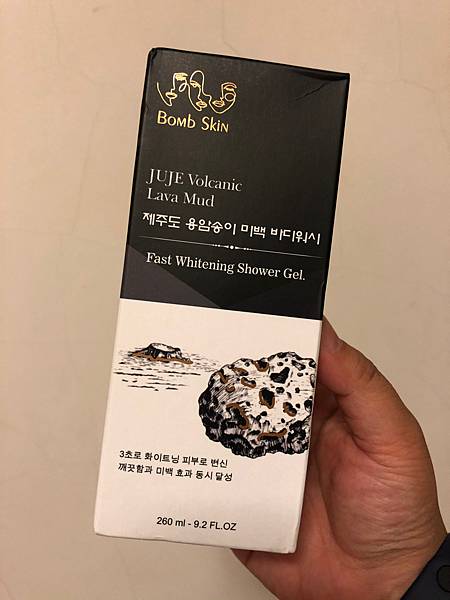 Bomb Skin
JUJE Volcanic
Lava Mud
제주도 용암송이 미백 바디워시
Fast Whitening Shower Gel.
3초로 화이트닝 피부로 변신
깨끗함과 미백 효과 동시 달성
260 ml - 9.2 FL.OZ